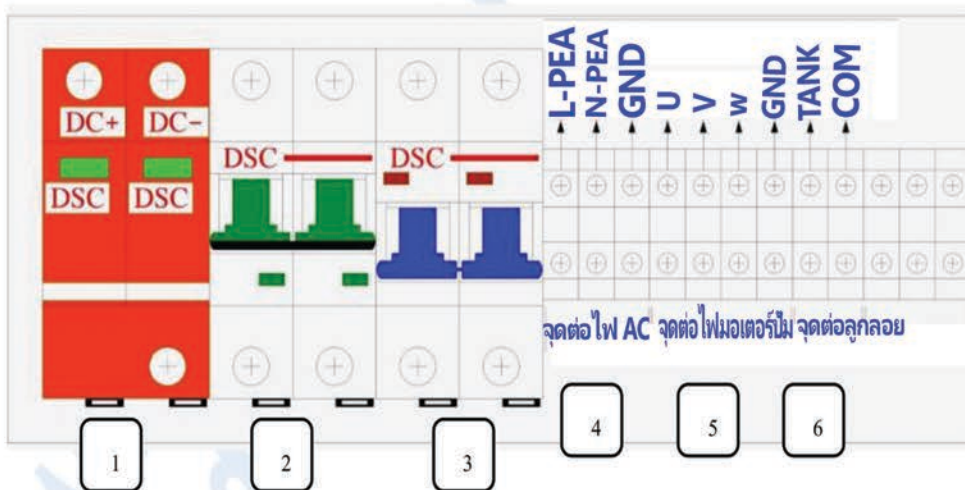 L-PEA
N-PEA
GND
U
V
w
GND
TANK
COM
DC+ DC-
DSC DSC
DSC
DSC
จุดต่อไฟ AC จุดต่อไฟมอเตอร์ปั๊ม จุดต่อลูกลอย
1 2 3 4 5 6